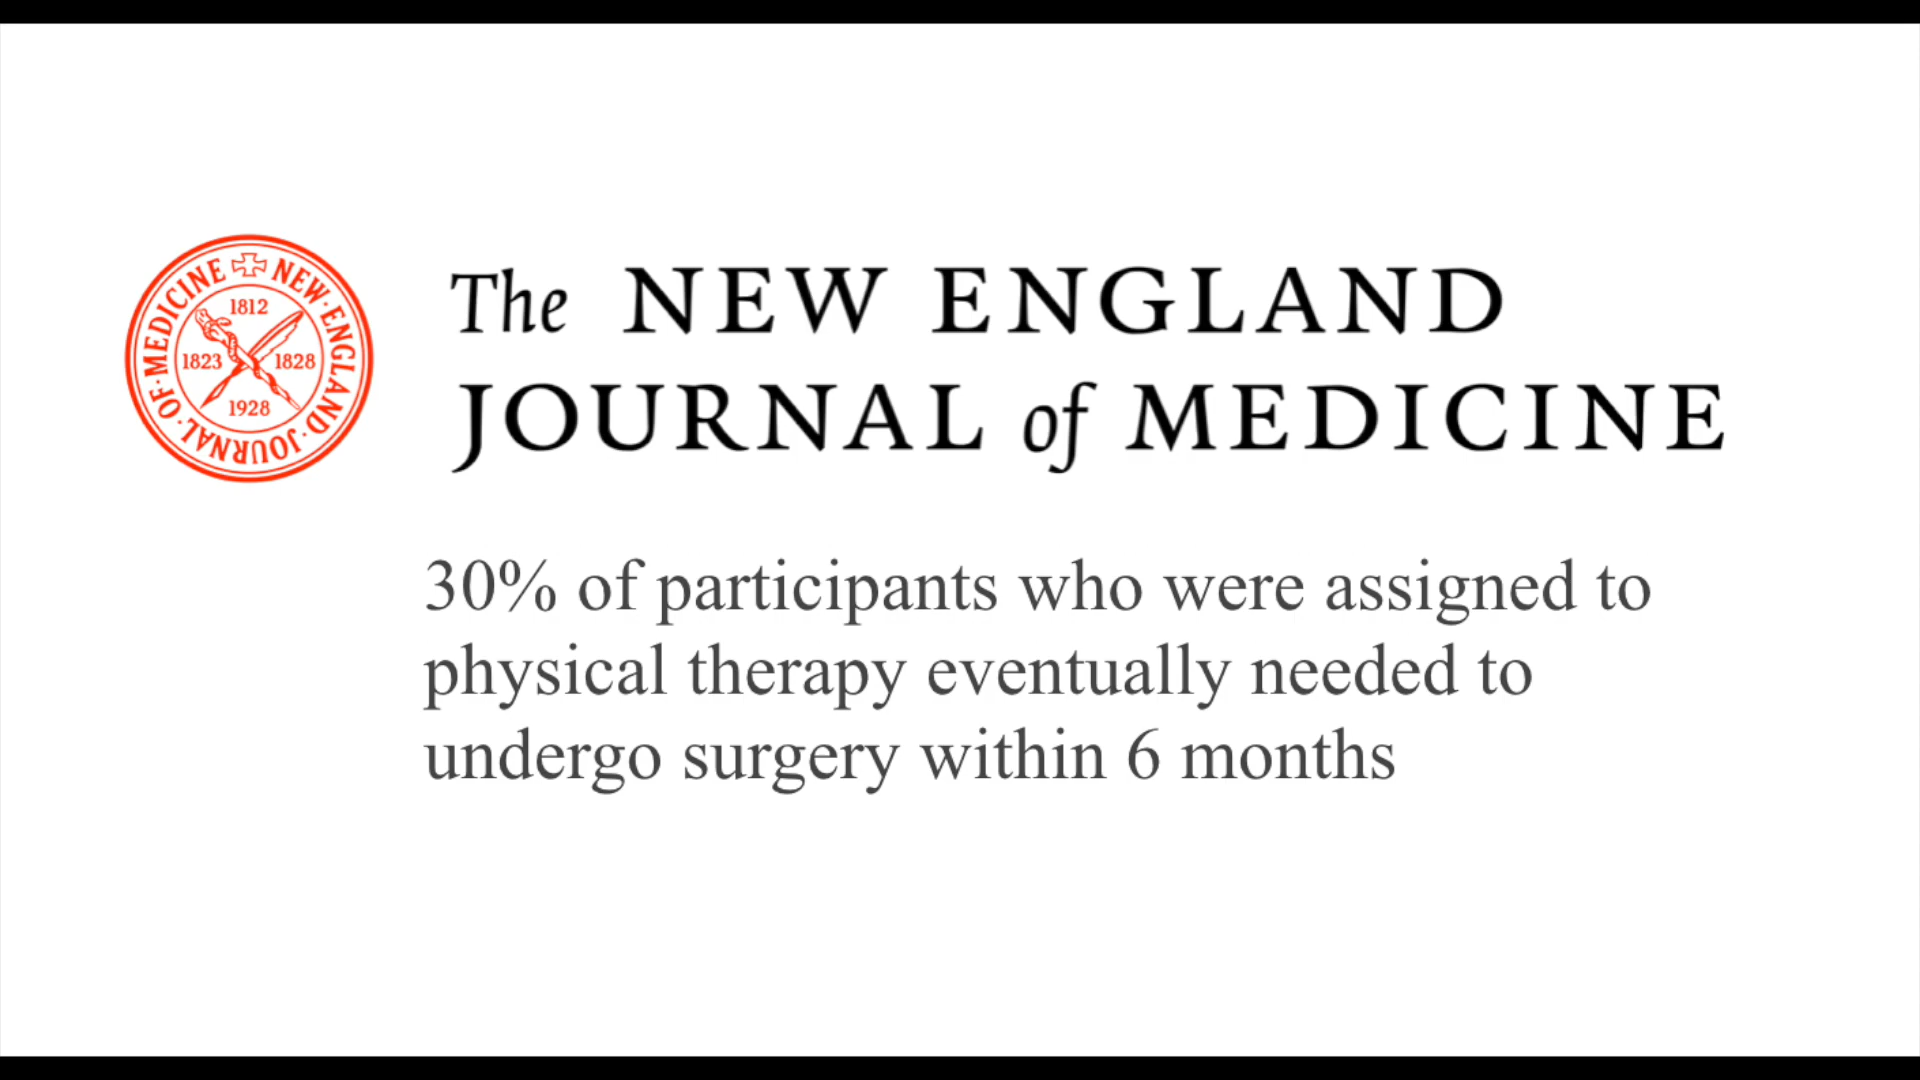 NEW · ENGLAND · JOURNAL · OF · MEDICINE
1812
1823 1828
1928
The NEW ENGLAND
JOURNAL of MEDICINE
30% of participants who were assigned to
physical therapy eventually needed to
undergo surgery within 6 months